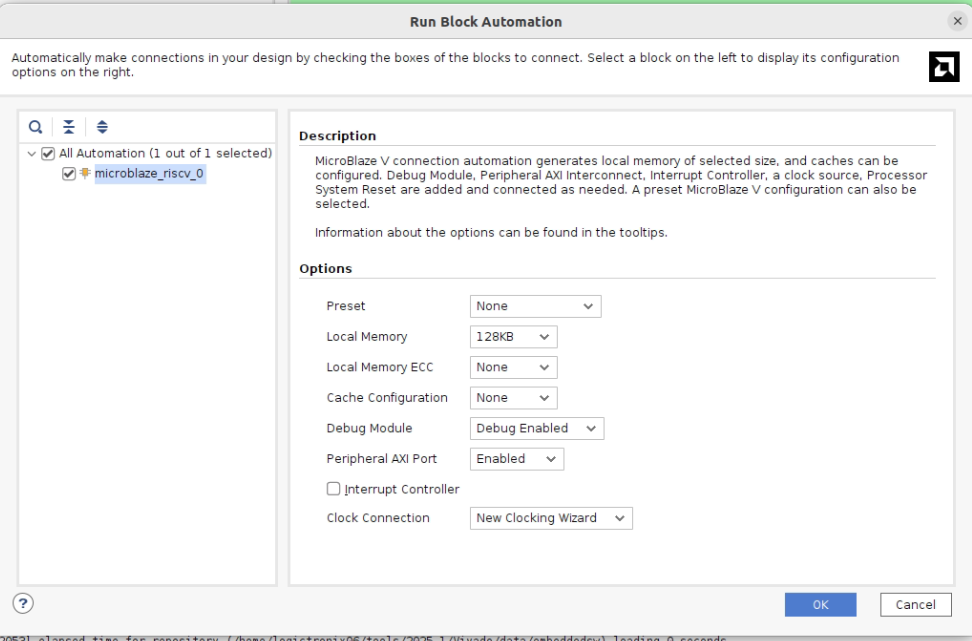 Run Block Automation
Automatically make connections in your design by checking the boxes of the blocks to connect. Select a block on the left to display its configuration
options on the right.
All Automation (1 out of 1 selected)
microblaze_riscv_0
Description
MicroBlaze V connection automation generates local memory of selected size, and caches can be
configured. Debug Module, Peripheral AXI Interconnect, Interrupt Controller, a clock source, Processor
System Reset are added and connected as needed. A preset MicroBlaze V configuration can also be
selected.
Information about the options can be found in the tooltips.
Options
Preset None
Local Memory 128KB
Local Memory ECC None
Cache Configuration None
Debug Module Debug Enabled
Peripheral AXI Port Enabled
Interrupt Controller
Clock Connection New Clocking Wizard
?
OK
Cancel